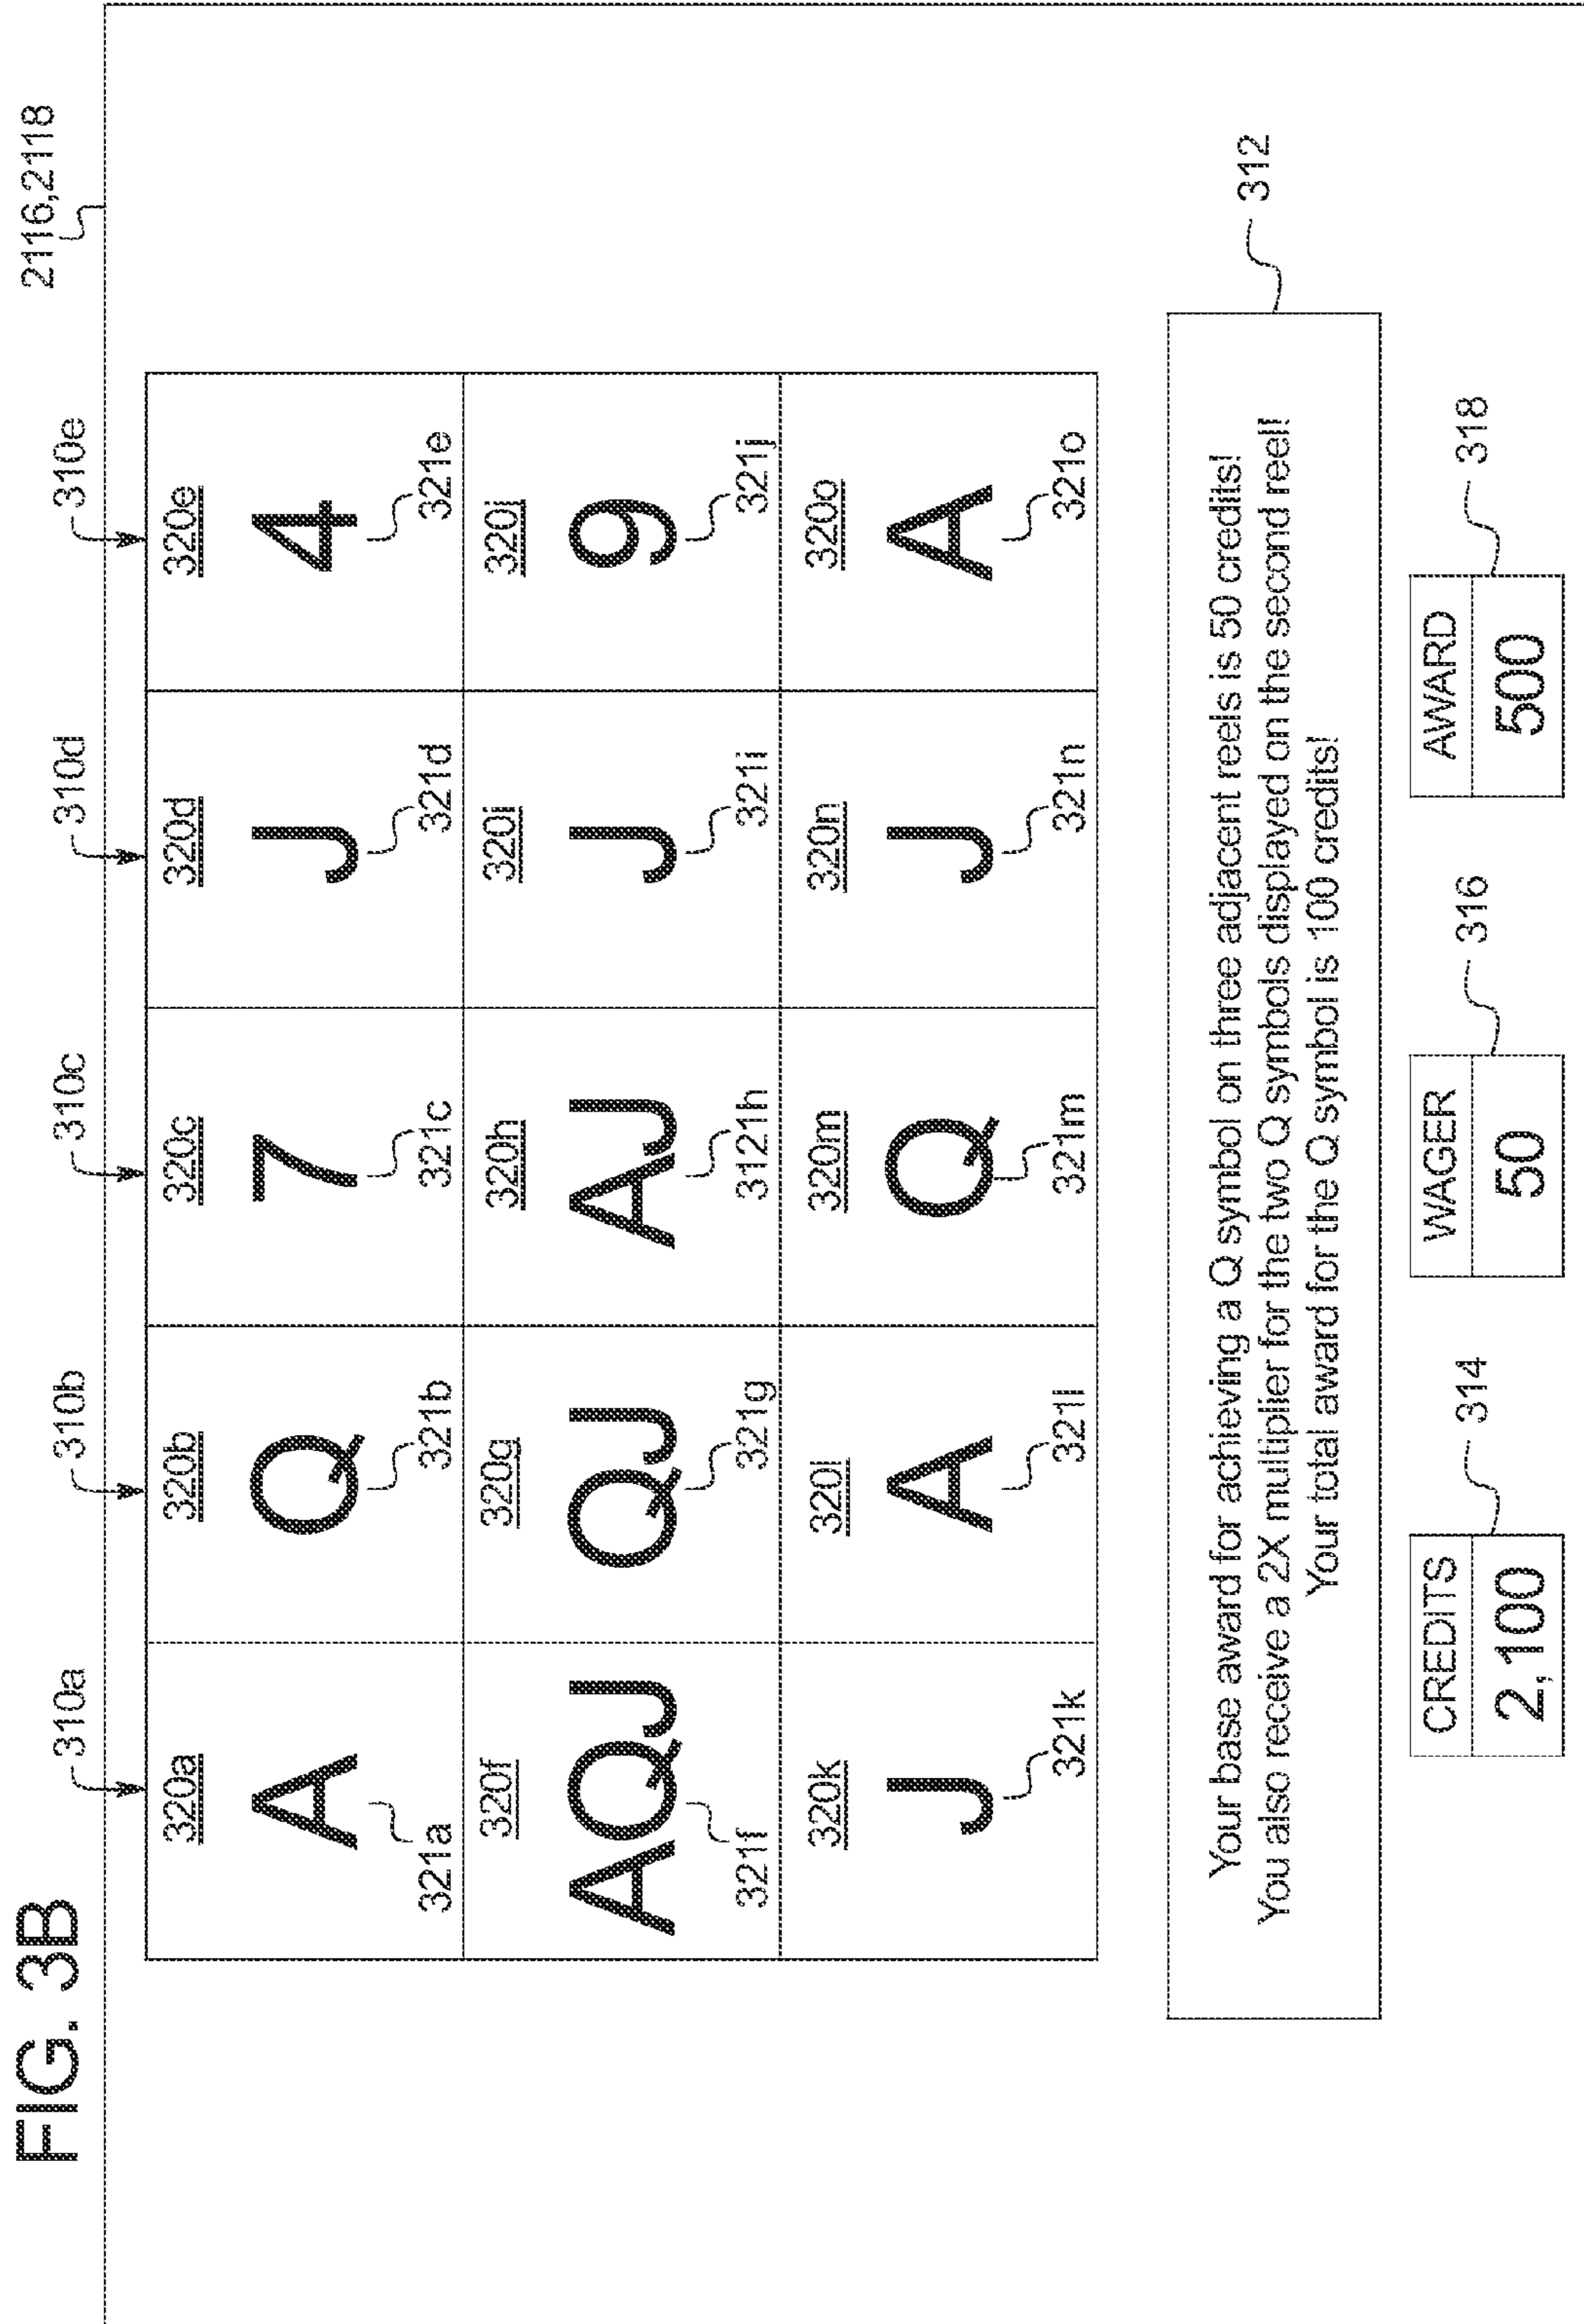 FIG. 3B
2116,2118
310a 310b 310c 310d 310e
320a 320b 320c 320d 320e
A Q 7 J 4
321a 321b 321c 321d 321e
320f 320g 320h 320i 320j
AQJ QJ AJ J 9
321f 321g 3121h 321i 321j
320k 320l 320m 320n 320o
J A Q J A
321k 321l 321m 321n 321o
312
Your base award for achieving a Q symbol on three adjacent reels is 50 credits!
You also receive a 2X multiplier for the two Q symbols displayed on the second reel!
Your total award for the Q symbol is 100 credits!
CREDITS 314 WAGER 316 AWARD 318
2,100 50 500